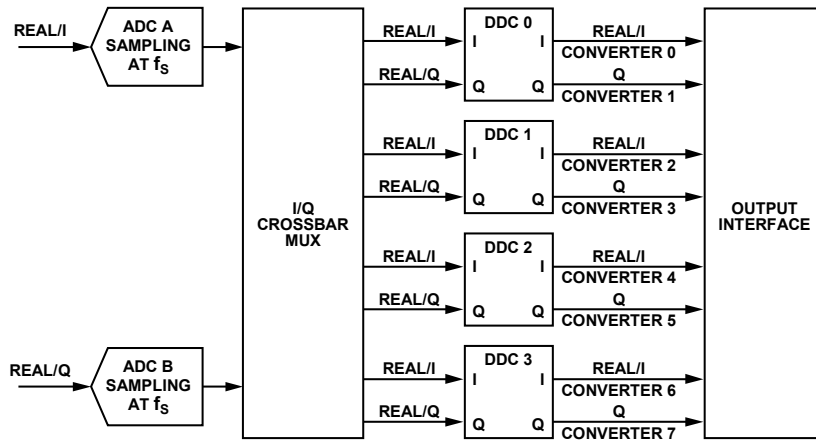 REAL/I
ADC A
SAMPLING
AT fS
REAL/Q
ADC B
SAMPLING
AT fS
I/Q
CROSSBAR
MUX
REAL/I
REAL/Q
DDC 0
I I
Q Q
REAL/I
CONVERTER 0
Q
CONVERTER 1
REAL/I
REAL/Q
DDC 1
I I
Q Q
REAL/I
CONVERTER 2
Q
CONVERTER 3
REAL/I
REAL/Q
DDC 2
I I
Q Q
REAL/I
CONVERTER 4
Q
CONVERTER 5
REAL/I
REAL/Q
DDC 3
I I
Q Q
REAL/I
CONVERTER 6
Q
CONVERTER 7
OUTPUT
INTERFACE